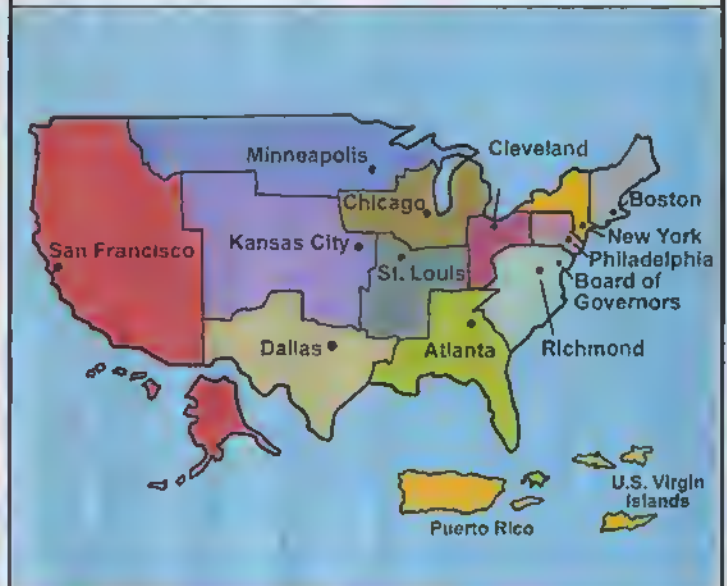 Cleveland
Minneapolis
Chicago
Boston
New York
San Francisco
Kansas City
St. Louis
Philadelphia
Board of
Governors
Dallas
Atlanta
Richmond
U.S. Virgin
Islands
Puerto Rico